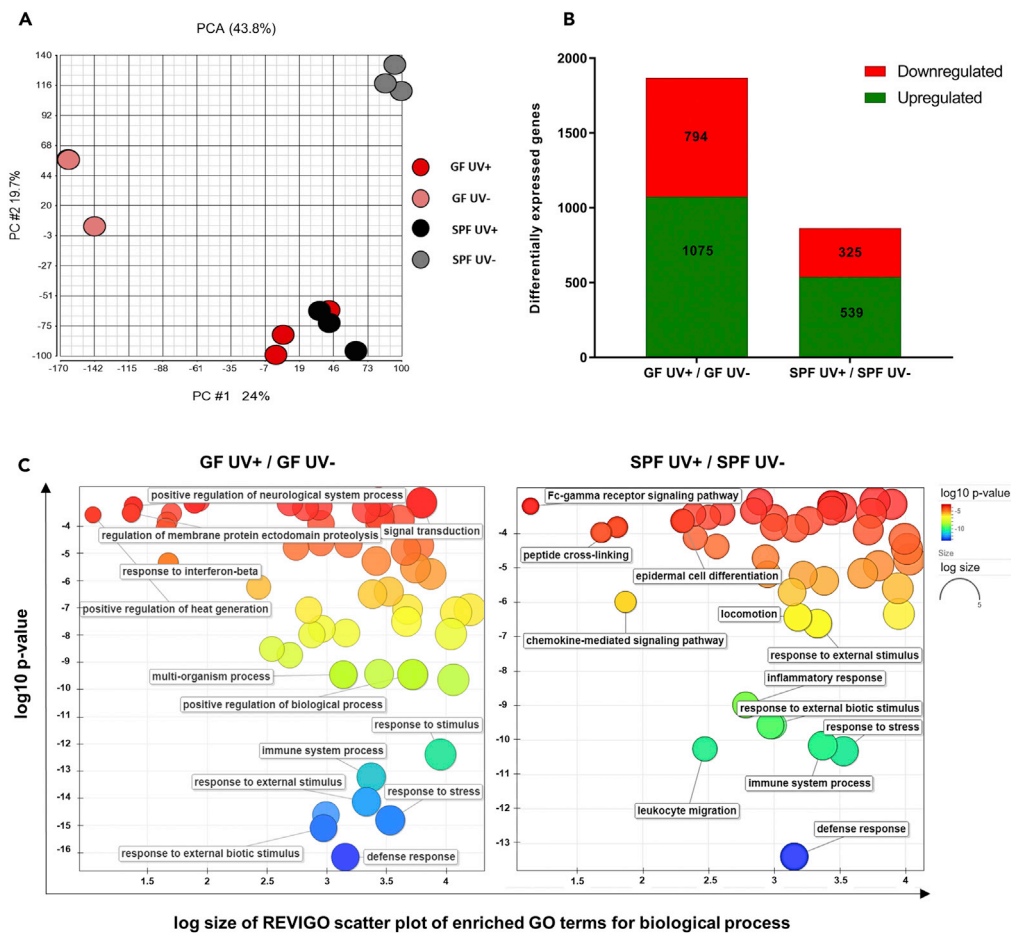 A
PCA (43.8%)
140
116
92
68
44
20
-3
-27
-51
-75
-100
PC #2 19.7%
-170
-142
-115
-88
-61
-34
-7
19
46
73
100
PC #1 24%
GF UV+
GF UV-
SPF UV+
SPF UV-
B
2000
1500
1000
500
0
Differentially expressed genes
794
1075
325
539
GF UV+ / GF UV-
SPF UV+ / SPF UV-
Downregulated
Upregulated
C
GF UV+ / GF UV-
SPF UV+ / SPF UV-
log10 p-value
-4
-5
-6
-7
-8
-9
-10
-11
-12
-13
-14
-15
-16
1.5
2
2.5
3
3.5
4
positive regulation of neurological system process
signal transduction
regulation of membrane protein ectodomain proteolysis
response to interferon-beta
positive regulation of heat generation
multi-organism process
positive regulation of biological process
response to stimulus
immune system process
response to external stimulus
response to stress
response to external biotic stimulus
defense response
-4
-5
-6
-7
-8
-9
-10
-11
-12
-13
1.5
2
2.5
3
3.5
4
Fc-gamma receptor signaling pathway
peptide cross-linking
epidermal cell differentiation
locomotion
chemokine-mediated signaling pathway
response to external stimulus
inflammatory response
response to external biotic stimulus
response to stress
immune system process
leukocyte migration
defense response
log10 p-value
-5
-10
Size
log size
5
log size of REVIGO scatter plot of enriched GO terms for biological process